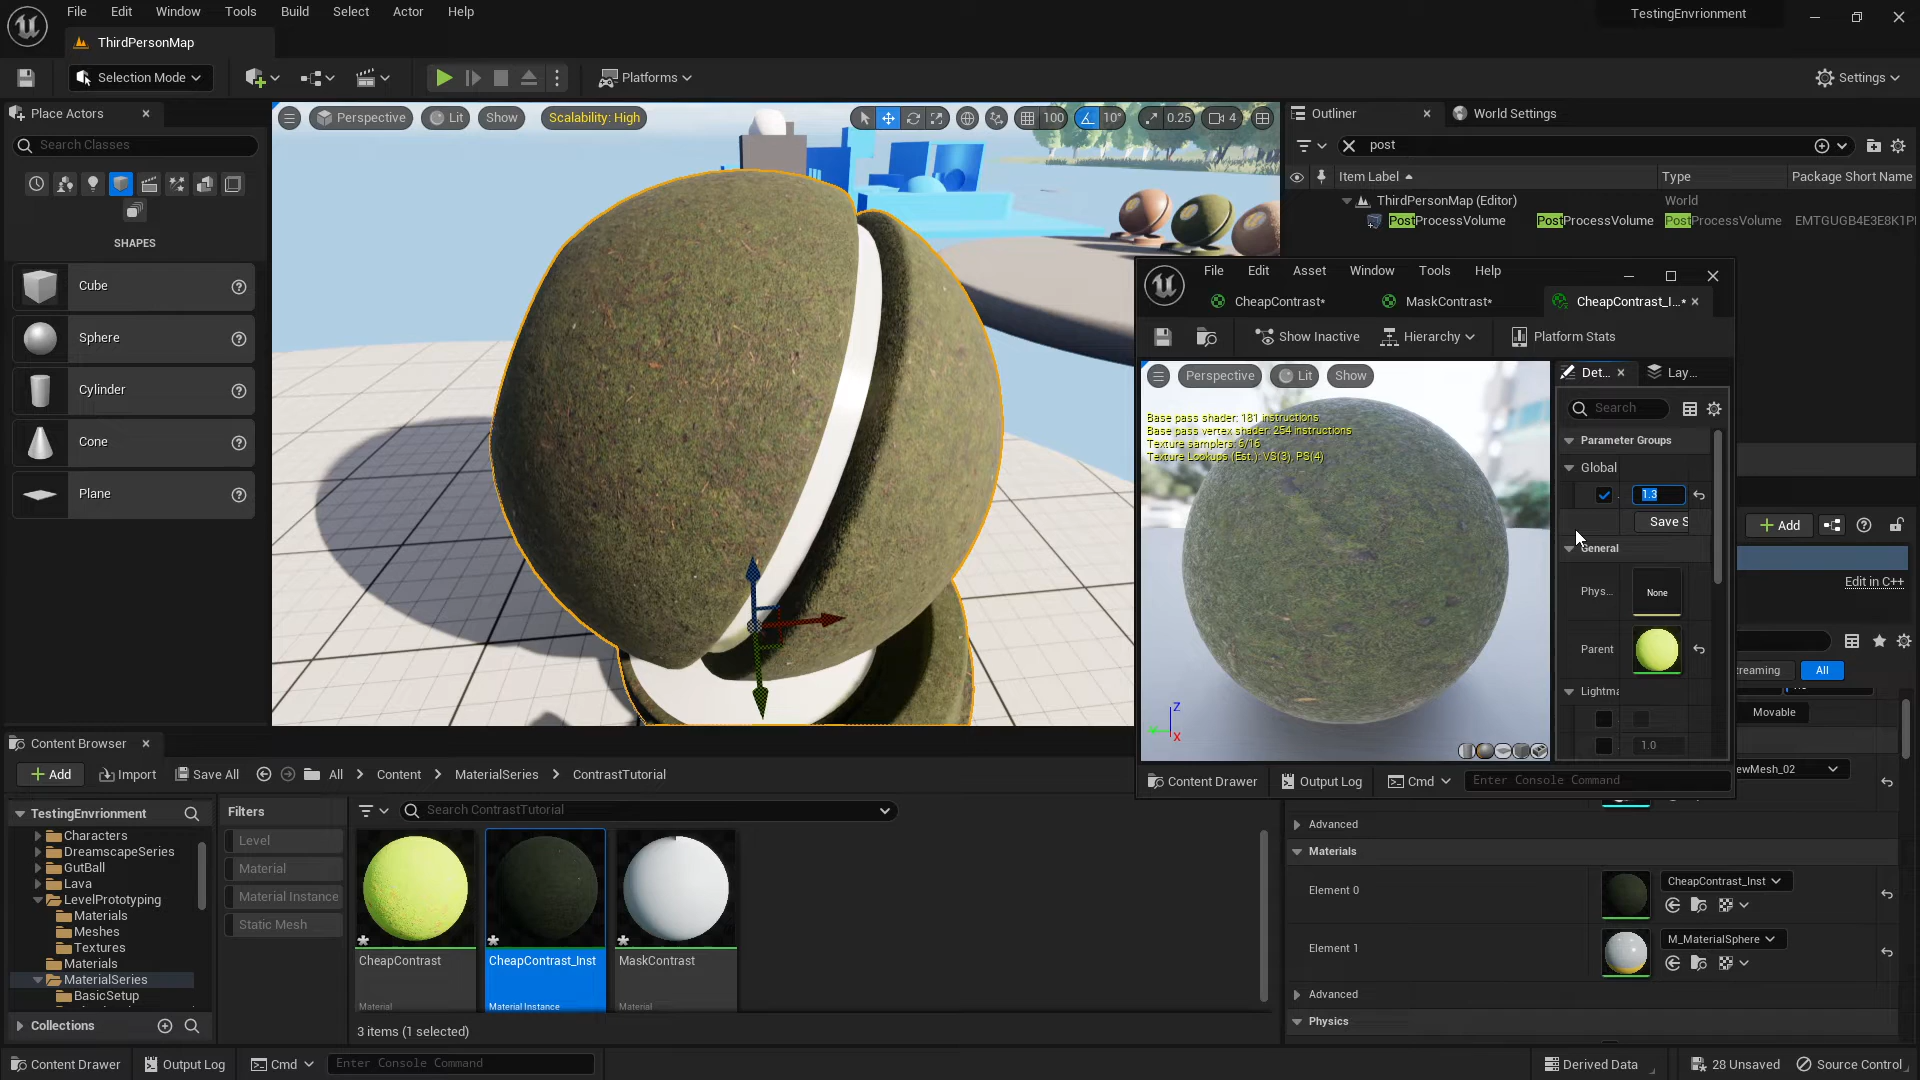 File Edit Window Tools Build Select Actor Help
TestingEnvrionment
ThirdPersonMap
Selection Mode
Platforms
Settings
Place Actors
Search Classes
SHAPES
Cube
Sphere
Cylinder
Cone
Plane
Perspective Lit Show Scalability: High
100 10° 0.25 4
Outliner World Settings
post
Item Label Type Package Short Name
ThirdPersonMap (Editor) World
PostProcessVolume PostProcessVolume PostProcessVolume
File Edit Asset Window Tools Help
CheapContrast* MaskContrast* CheapContrast_I...*
Show Inactive Hierarchy Platform Stats
Perspective Lit Show
Base pass shader: 181 instructions
Base pass vertex shader: 254 instructions
Texture samplers: 6/16
Texture Lookups (Est.): VS(3), PS(4)
Z
X
Det... Lay...
Search
Parameter Groups
Global
1.3
Save S
General
Phys... None
Parent
Lightma
1.0
Content Drawer Output Log Cmd Enter Console Command
Add
Edit in C++
reaming All
Movable
ewMesh_02
Advanced
Materials
Element 0 CheapContrast_Inst
Element 1 M_MaterialSphere
Advanced
Physics
Content Browser
Add Import Save All All Content MaterialSeries ContrastTutorial
TestingEnvrionment
Characters
DreamscapeSeries
GutBall
Lava
LevelPrototyping
Materials
Meshes
Textures
Materials
MaterialSeries
BasicSetup
Collections
Filters
Level
Material
Material Instance
Static Mesh
Search ContrastTutorial
CheapContrast CheapContrast_Inst MaskContrast
Material Material Instance Material
3 items (1 selected)
Content Drawer Output Log Cmd Enter Console Command
Derived Data 28 Unsaved Source Control